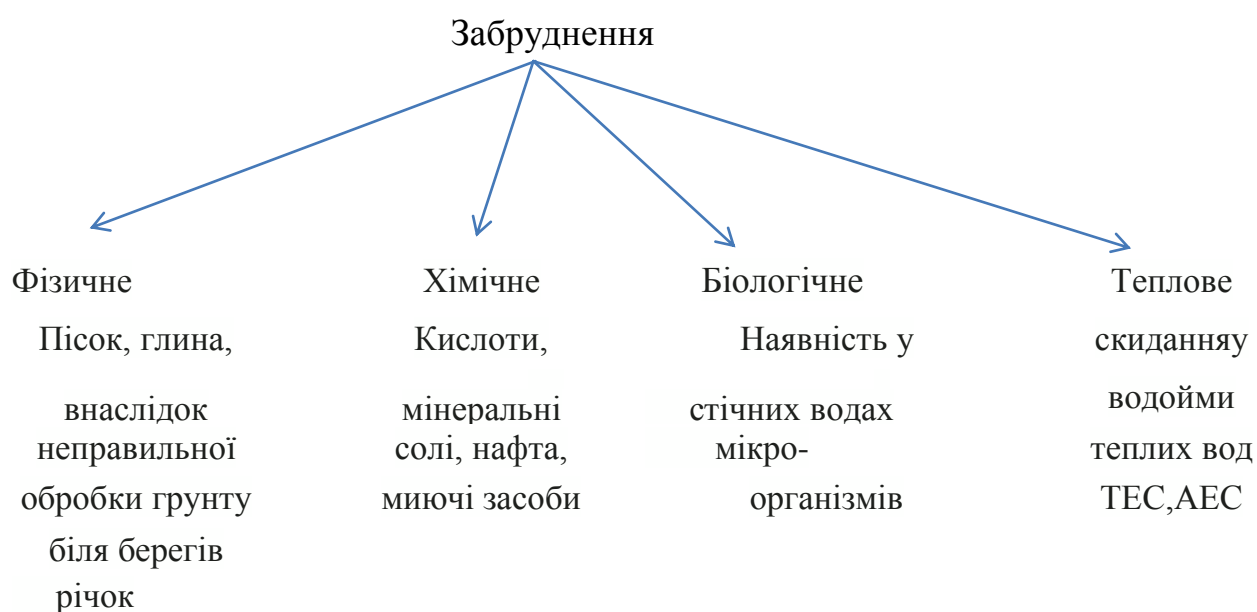 Забруднення
Фізичне
Пісок, глина,
внаслідок
неправильної
обробки грунту
біля берегів
річок
Хімічне
Кислоти,
мінеральні
солі, нафта,
миючі засоби
Біологічне
Наявність у
стічних водах
мікро-
організмів
Теплове
скиданняу
водойми
теплих вод
ТЕС,АЕС